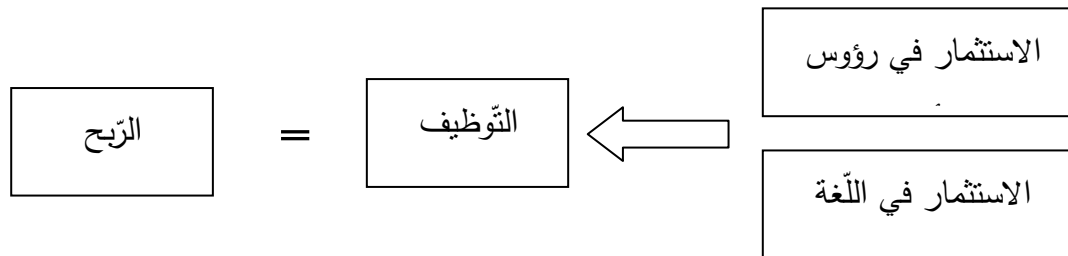 الاستثمار في رؤوس
الاستثمار في اللّغة
التّوظيف
=
الرّبح